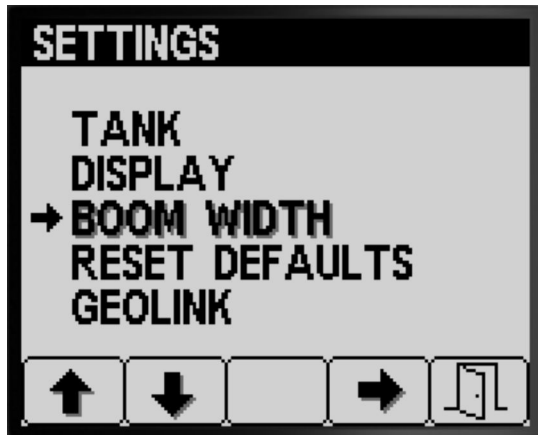 SETTINGS
TANK
DISPLAY
BOOM WIDTH
RESET DEFAULTS
GEOLINK